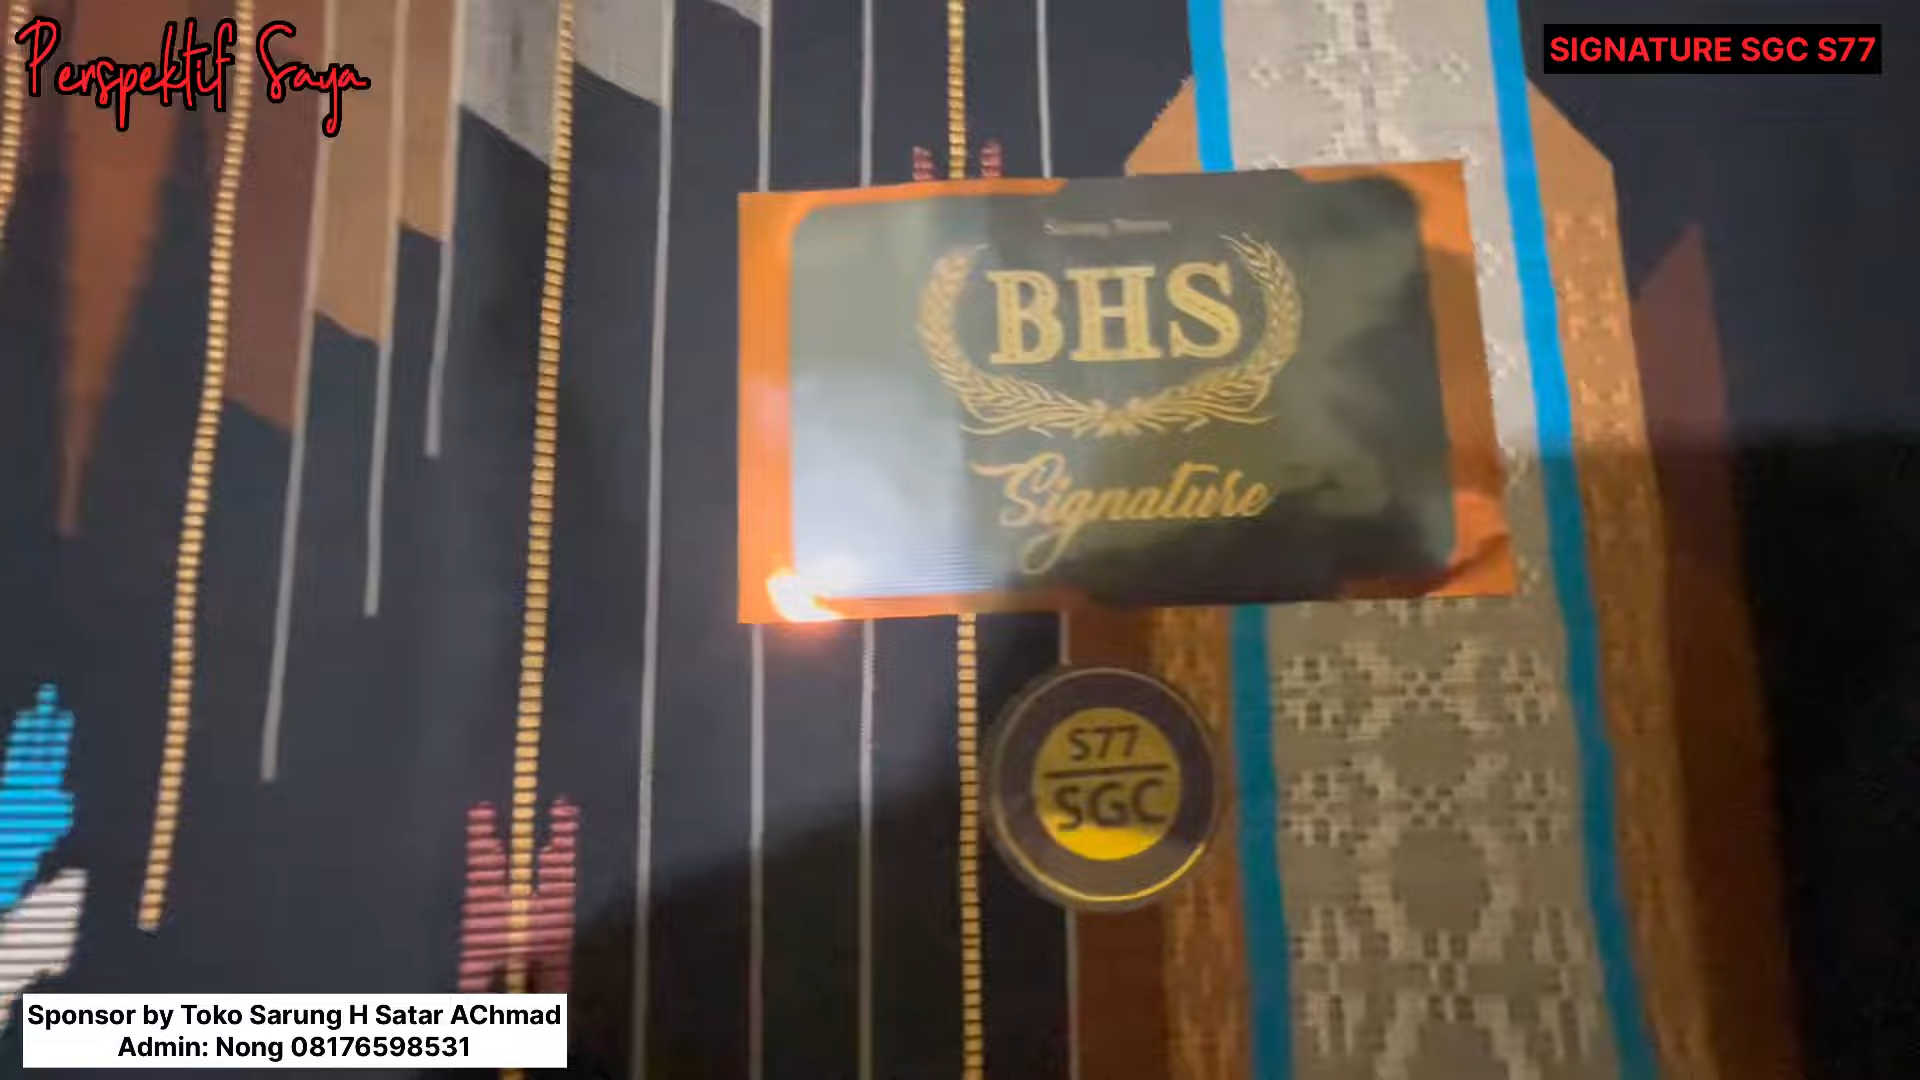 Perspektif Saya
SIGNATURE SGC S77
BHS
Signature
S77
SGC
Sponsor by Toko Sarung H Satar AChmad
Admin: Nong 08176598531